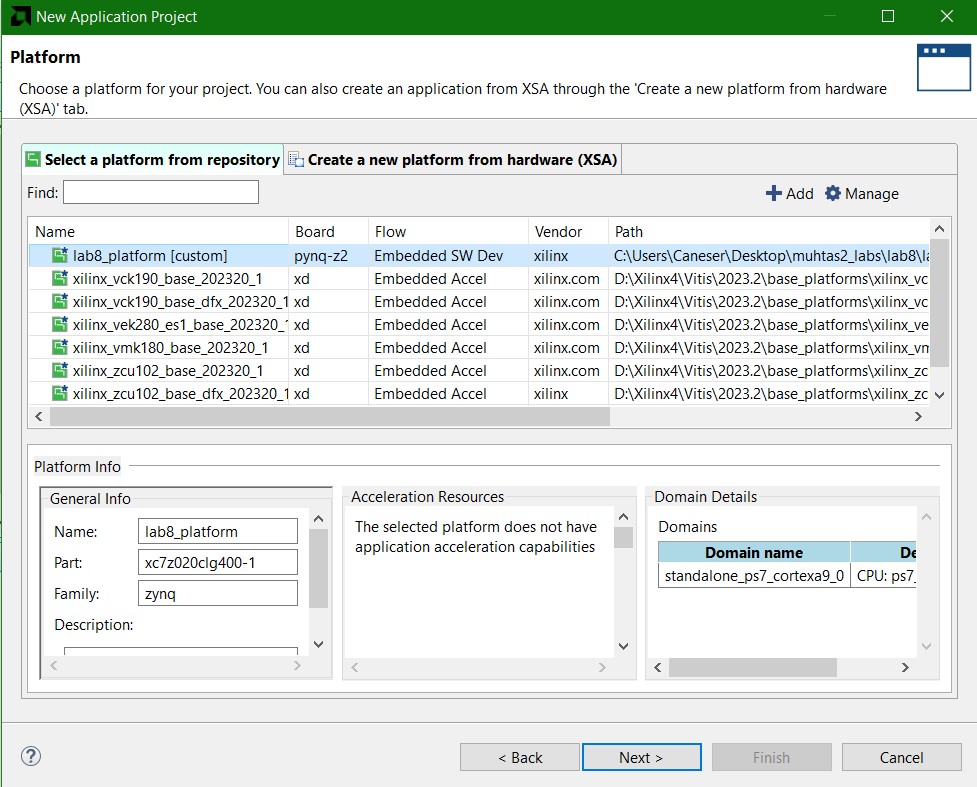 New Application Project
Platform
Choose a platform for your project. You can also create an application from XSA through the 'Create a new platform from hardware
(XSA)' tab.
Select a platform from repository Create a new platform from hardware (XSA)
Find: Add Manage
Name Board Flow Vendor Path
lab8_platform [custom] pynq-z2 Embedded SW Dev xilinx C:\Users\Caneser\Desktop\muhtas2_labs\lab8\la
xilinx_vck190_base_202320_1 xd Embedded Accel xilinx.com D:\Xilinx4\Vitis\2023.2\base_platforms\xilinx_vc
xilinx_vck190_base_dfx_202320_1 xd Embedded Accel xilinx.com D:\Xilinx4\Vitis\2023.2\base_platforms\xilinx_vc
xilinx_vek280_es1_base_202320_1 xd Embedded Accel xilinx.com D:\Xilinx4\Vitis\2023.2\base_platforms\xilinx_ve
xilinx_vmk180_base_202320_1 xd Embedded Accel xilinx.com D:\Xilinx4\Vitis\2023.2\base_platforms\xilinx_vm
xilinx_zcu102_base_202320_1 xd Embedded Accel xilinx.com D:\Xilinx4\Vitis\2023.2\base_platforms\xilinx_zc
xilinx_zcu102_base_dfx_202320_1 xd Embedded Accel xilinx D:\Xilinx4\Vitis\2023.2\base_platforms\xilinx_zc
Platform Info
General Info
Name: lab8_platform
Part: xc7z020clg400-1
Family: zynq
Description:
Acceleration Resources
The selected platform does not have
application acceleration capabilities
Domain Details
Domains
Domain name De
standalone_ps7_cortexa9_0 CPU: ps7_
< Back Next > Finish Cancel